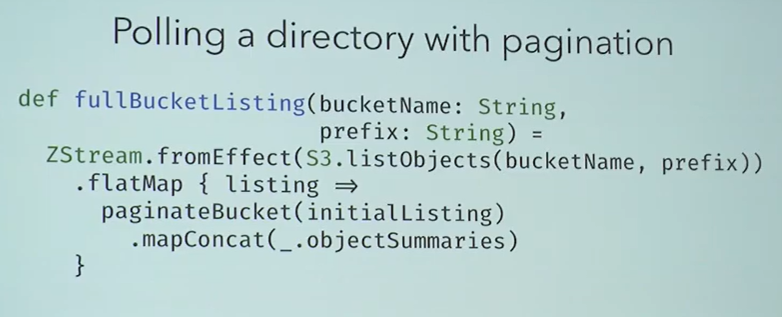 Polling a directory with pagination
def fullBucketListing(bucketName: String,
prefix: String) =
ZStream.fromEffect(S3.listObjects(bucketName, prefix))
.flatMap { listing ⇒
paginateBucket(initialListing)
.mapConcat(_.objectSummaries)
}